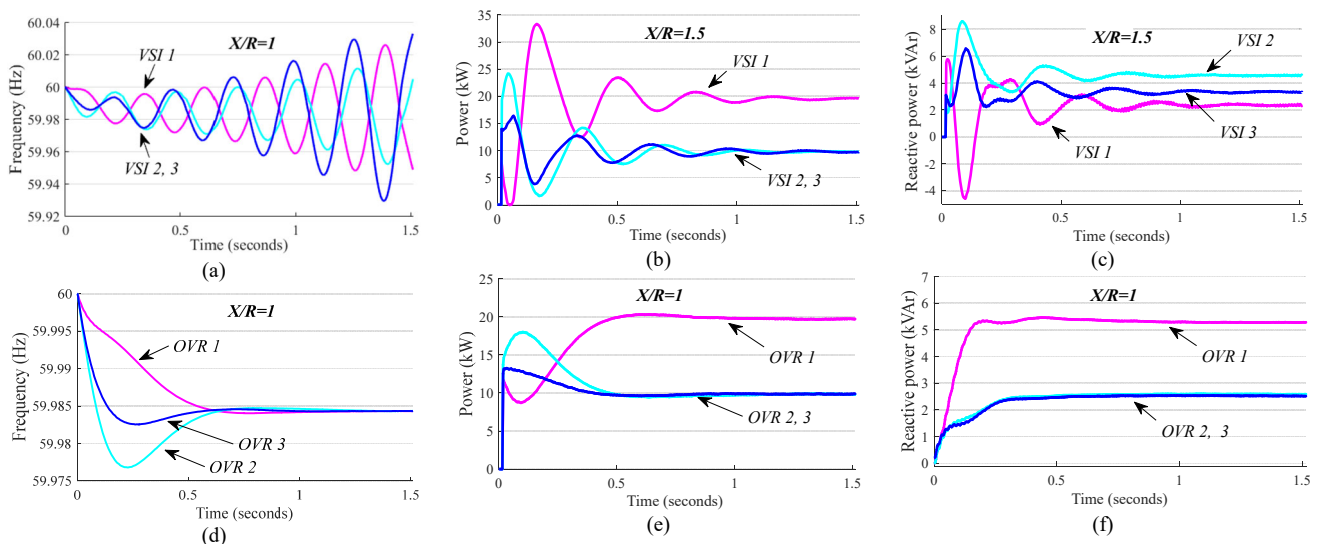 60.04
60.02
60
59.98
59.96
59.94
59.92
Frequency (Hz)
X/R=1
VSI 1
VSI 2, 3
0
0.5
1
1.5
Time (seconds)
(a)
35
30
25
20
15
10
5
0
Power (kW)
X/R=1.5
VSI 1
VSI 2, 3
0
0.5
1
1.5
Time (seconds)
(b)
8
6
4
2
0
-2
-4
Reactive power (kVAr)
X/R=1.5
VSI 2
VSI 3
VSI 1
0
0.5
1
1.5
Time (seconds)
(c)
60
59.995
59.99
59.985
59.98
59.975
Frequency (Hz)
X/R=1
OVR 1
OVR 3
OVR 2
0
0.5
1
1.5
Time (seconds)
(d)
25
20
15
10
5
0
Power (kW)
X/R=1
OVR 1
OVR 2, 3
0
0.5
1
1.5
Time (seconds)
(e)
7
6
5
4
3
2
1
0
Reactive power (kVAr)
X/R=1
OVR 1
OVR 2, 3
0
0.5
1
1.5
Time (seconds)
(f)